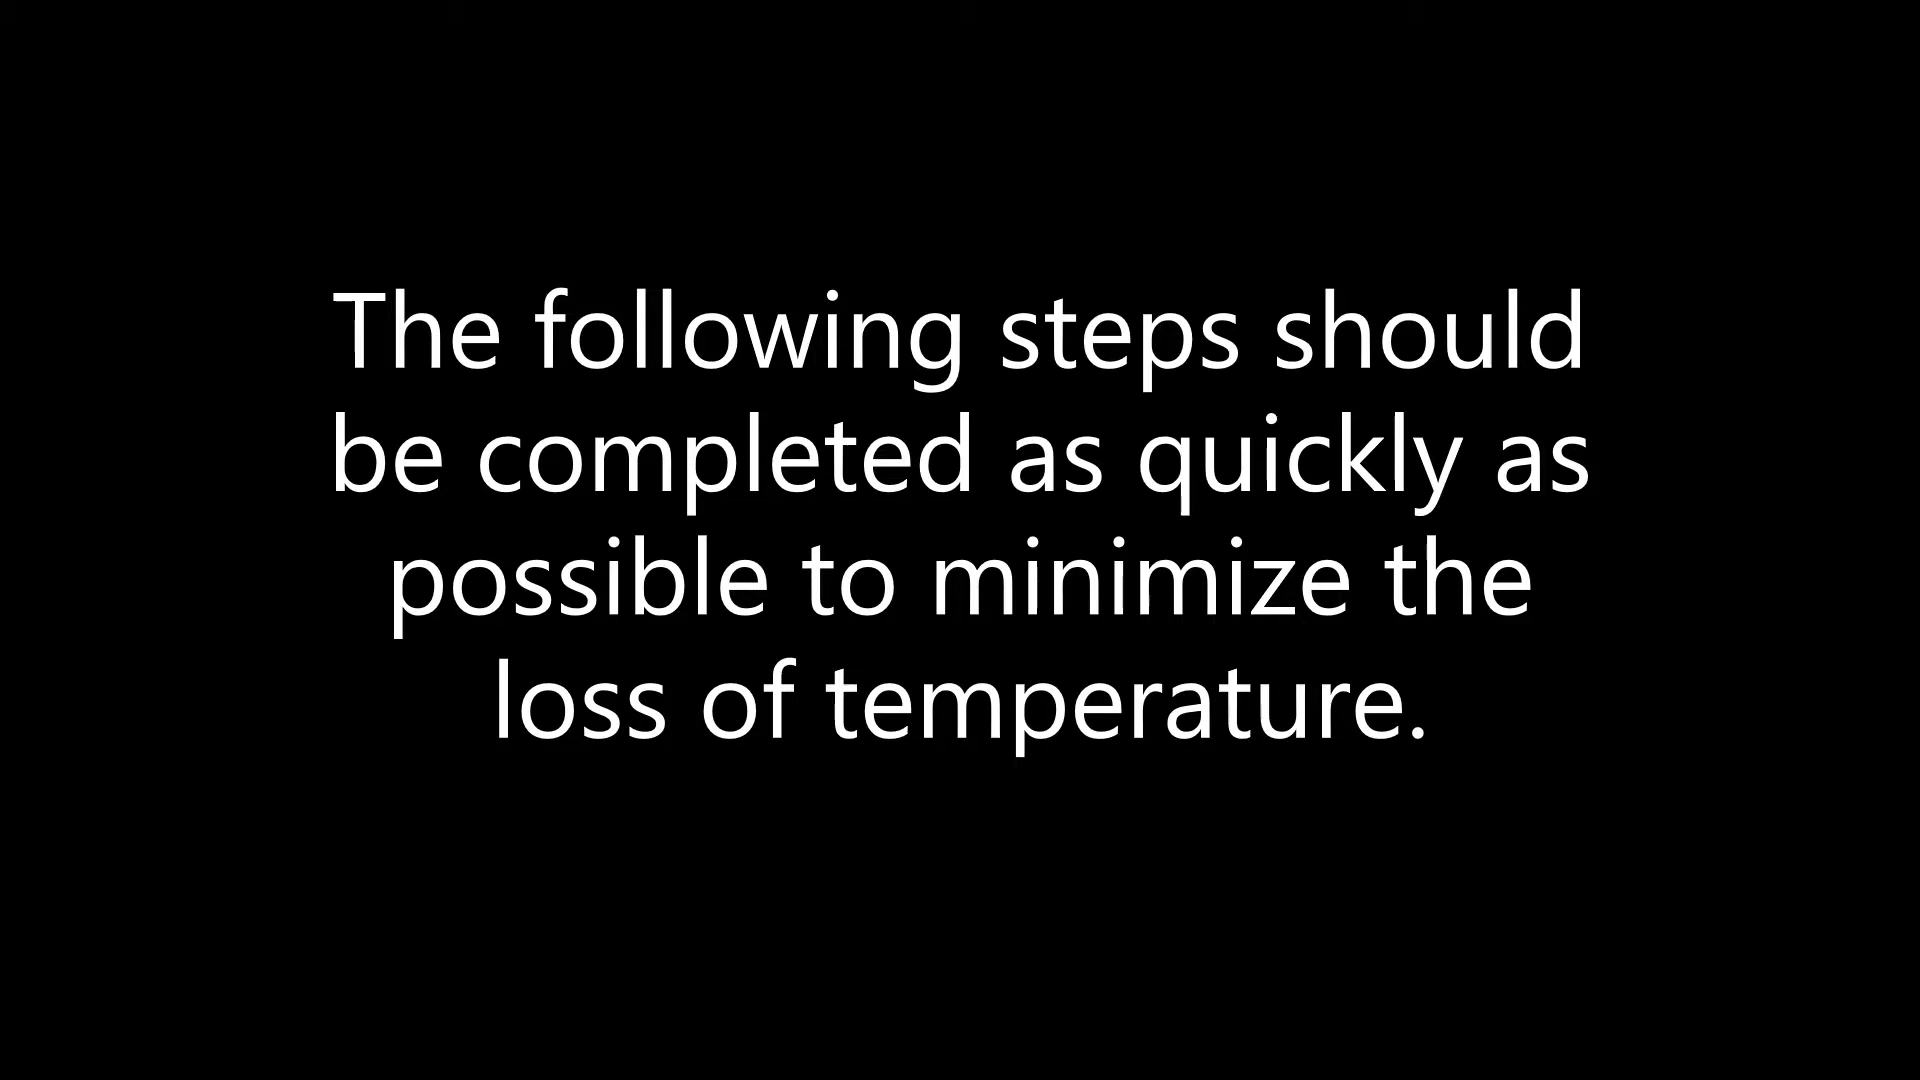 The following steps should
be completed as quickly as
possible to minimize the
loss of temperature.